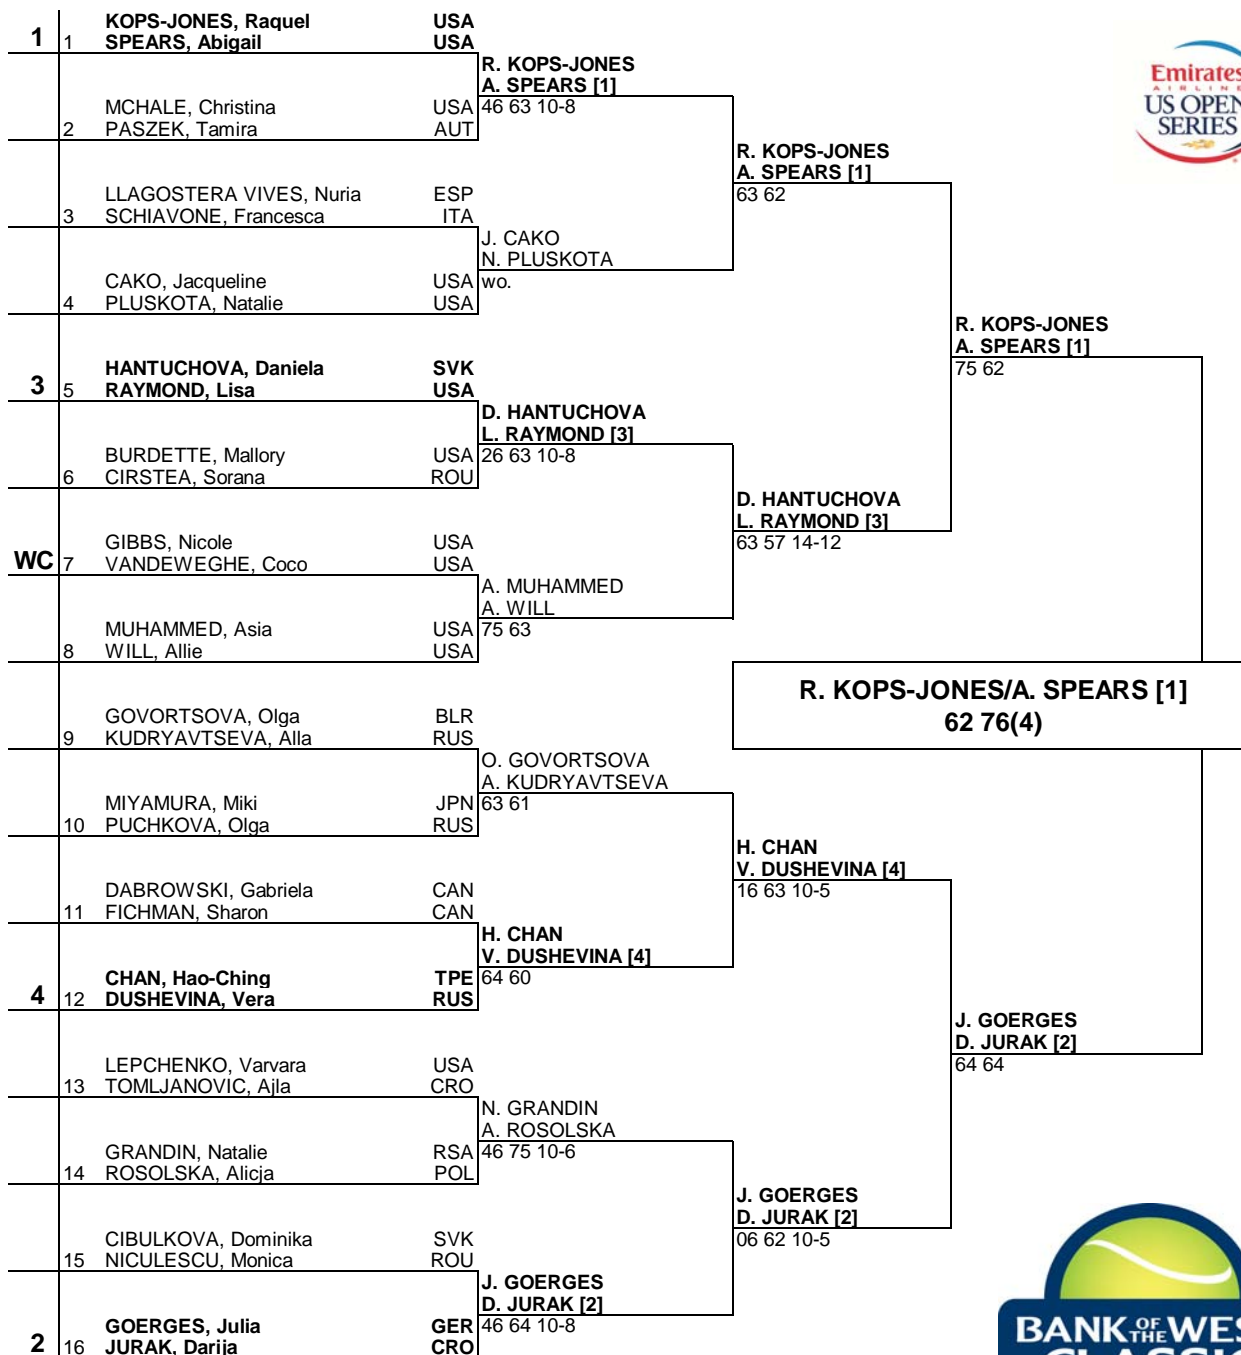 KOPS-JONES, Raquel USA
1 1 SPEARS, Abigail USA
R. KOPS-JONES
A. SPEARS [1]
MCHALE, Christina USA 46 63 10-8
2 PASZEK, Tamira AUT
R. KOPS-JONES
A. SPEARS [1]
LLAGOSTERA VIVES, Nuria ESP 63 62
3 SCHIAVONE, Francesca ITA
J. CAKO
N. PLUSKOTA
CAKO, Jacqueline USA wo.
4 PLUSKOTA, Natalie USA
R. KOPS-JONES
A. SPEARS [1]
HANTUCHOVA, Daniela SVK 75 62
3 5 RAYMOND, Lisa USA
D. HANTUCHOVA
L. RAYMOND [3]
BURDETTE, Mallory USA 26 63 10-8
6 CIRSTEA, Sorana ROU
D. HANTUCHOVA
L. RAYMOND [3]
GIBBS, Nicole USA 63 57 14-12
WC 7 VANDEWEGHE, Coco USA
A. MUHAMMED
A. WILL
MUHAMMED, Asia USA 75 63
8 WILL, Allie USA
R. KOPS-JONES/A. SPEARS [1]
62 76(4)
GOVORTSOVA, Olga BLR
9 KUDRYAVTSEVA, Alla RUS
O. GOVORTSOVA
A. KUDRYAVTSEVA
MIYAMURA, Miki JPN 63 61
10 PUCHKOVA, Olga RUS
H. CHAN
V. DUSHEVINA [4]
DABROWSKI, Gabriela CAN 16 63 10-5
11 FICHMAN, Sharon CAN
H. CHAN
V. DUSHEVINA [4]
CHAN, Hao-Ching TPE 64 60
4 12 DUSHEVINA, Vera RUS
J. GOERGES
D. JURAK [2]
LEPCHENKO, Varvara USA 64 64
13 TOMLJANOVIC, Ajla CRO
N. GRANDIN
A. ROSOLSKA
GRANDIN, Natalie RSA 46 75 10-6
14 ROSOLSKA, Alicja POL
J. GOERGES
D. JURAK [2]
CIBULKOVA, Dominika SVK 06 62 10-5
15 NICULESCU, Monica ROU
J. GOERGES
D. JURAK [2]
GOERGES, Julia GER 46 64 10-8
2 16 JURAK, Darija CRO
Emirates
AIRLINE
US OPEN
SERIES
BANK OF THE WES
CLASSIC